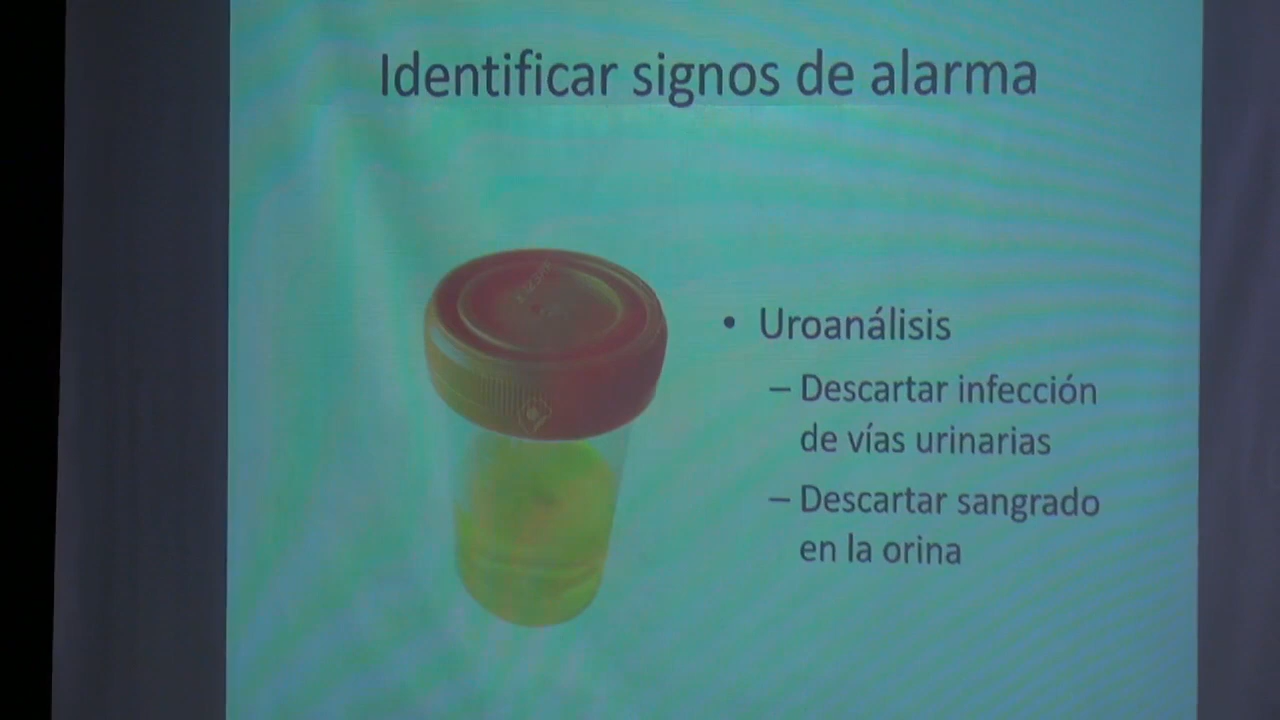 Identificar signos de alarma
• Uroanálisis
– Descartar infección
de vías urinarias
– Descartar sangrado
en la orina